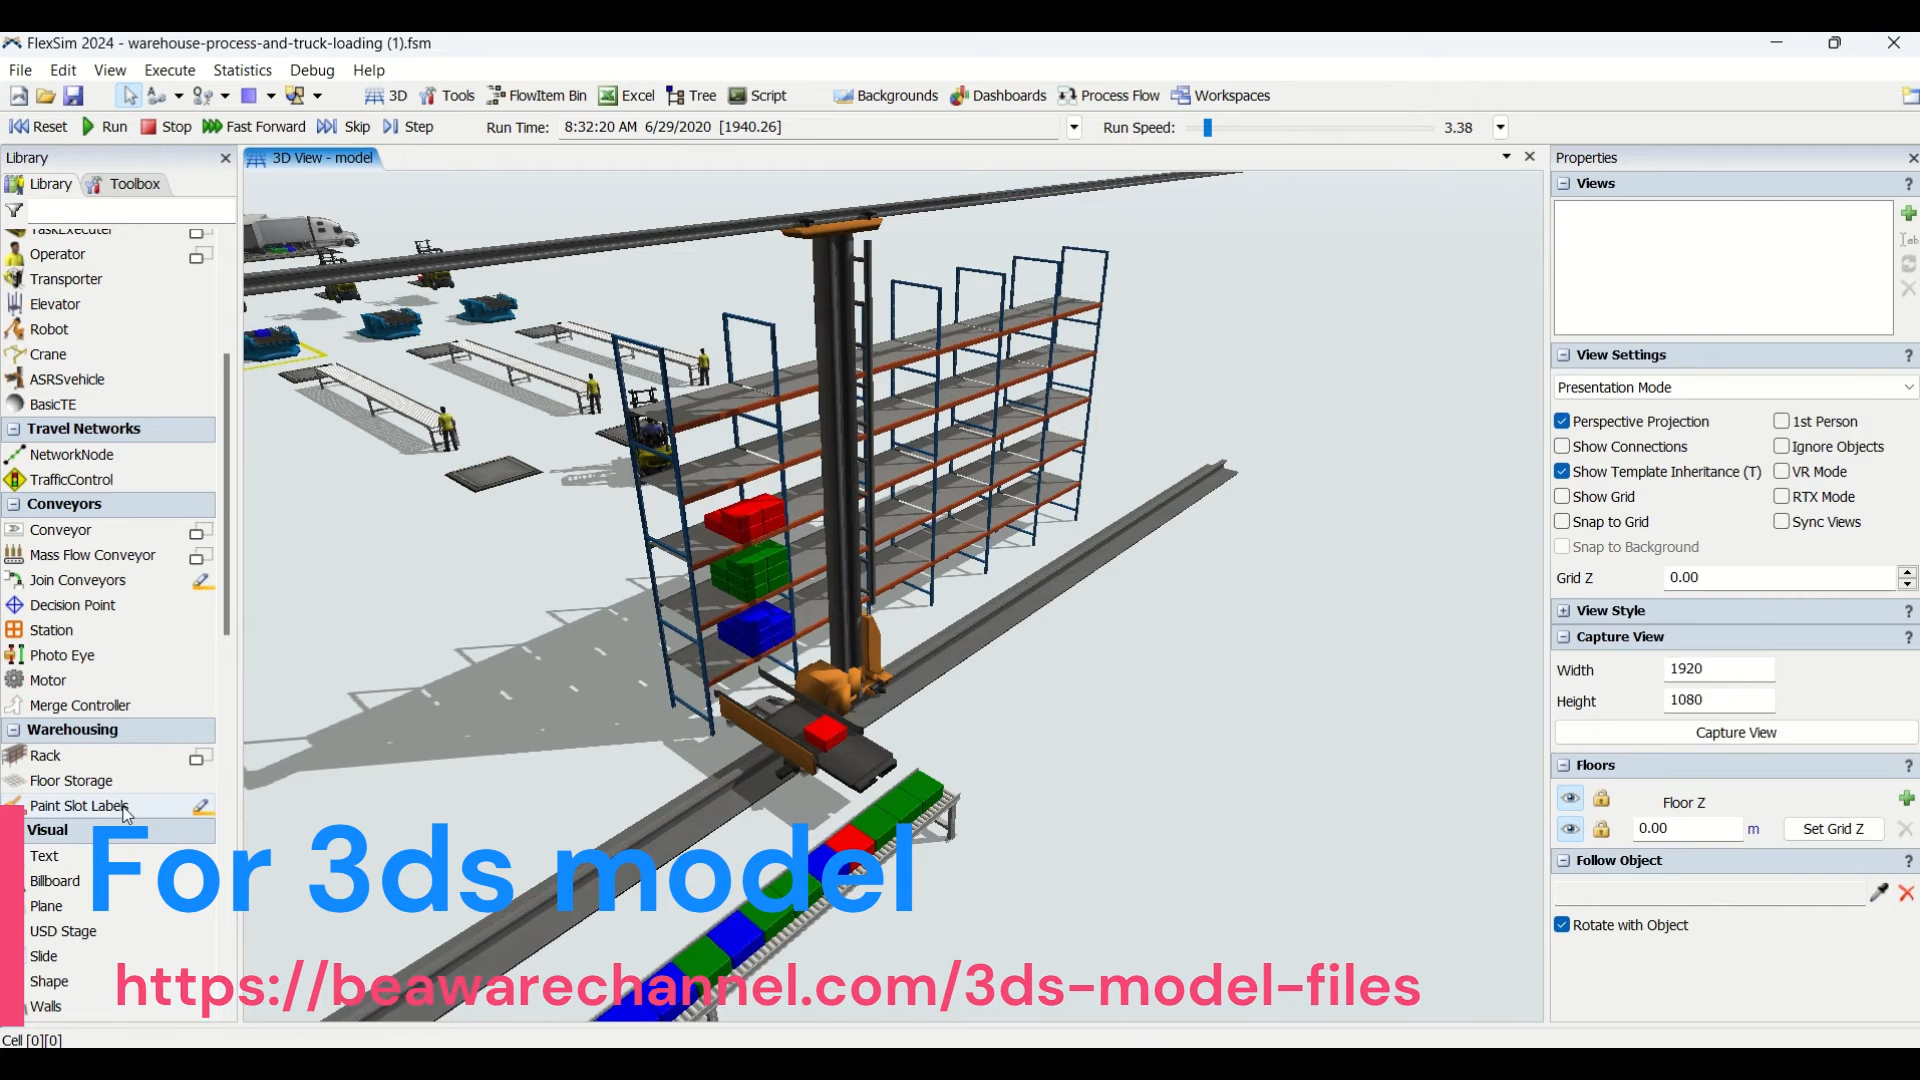 FlexSim 2024 - warehouse-process-and-truck-loading (1).fsm
File Edit View Execute Statistics Debug Help
3D Tools FlowItem Bin Excel Tree Script Backgrounds Dashboards Process Flow Workspaces
Reset Run Stop Fast Forward Skip Step Run Time: 8:32:20 AM 6/29/2020 [1940.26] Run Speed: 3.38
Library
Library Toolbox
TaskExecuter
Operator
Transporter
Elevator
Robot
Crane
ASRSvehicle
BasicTE
Travel Networks
NetworkNode
TrafficControl
Conveyors
Conveyor
Mass Flow Conveyor
Join Conveyors
Decision Point
Station
Photo Eye
Motor
Merge Controller
Warehousing
Rack
Floor Storage
Paint Slot Labels
Visual
Text
Billboard
Plane
USD Stage
Slide
Shape
Walls
Cell [0][0]
3D View - model
For 3ds model
https://beawarechannel.com/3ds-model-files
Properties
Views ?
View Settings ?
Presentation Mode
Perspective Projection 1st Person
Show Connections Ignore Objects
Show Template Inheritance (T) VR Mode
Show Grid RTX Mode
Snap to Grid Sync Views
Snap to Background
Grid Z 0.00
View Style ?
Capture View ?
Width 1920
Height 1080
Capture View
Floors ?
Floor Z
0.00 m Set Grid Z
Follow Object ?
Rotate with Object